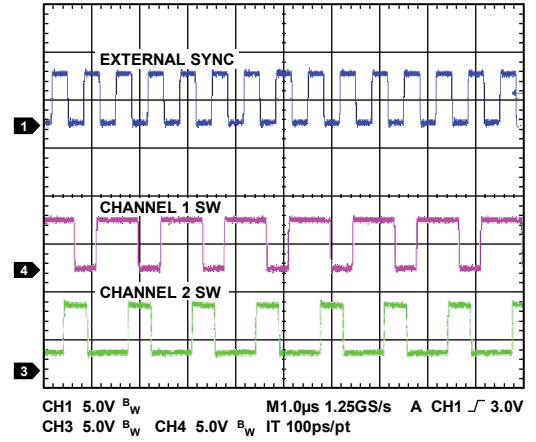 EXTERNAL SYNC
1
CHANNEL 1 SW
4
CHANNEL 2 SW
3
CH1 5.0V BW M1.0µs 1.25GS/s A CH1 3.0V
CH3 5.0V BW CH4 5.0V BW IT 100ps/pt